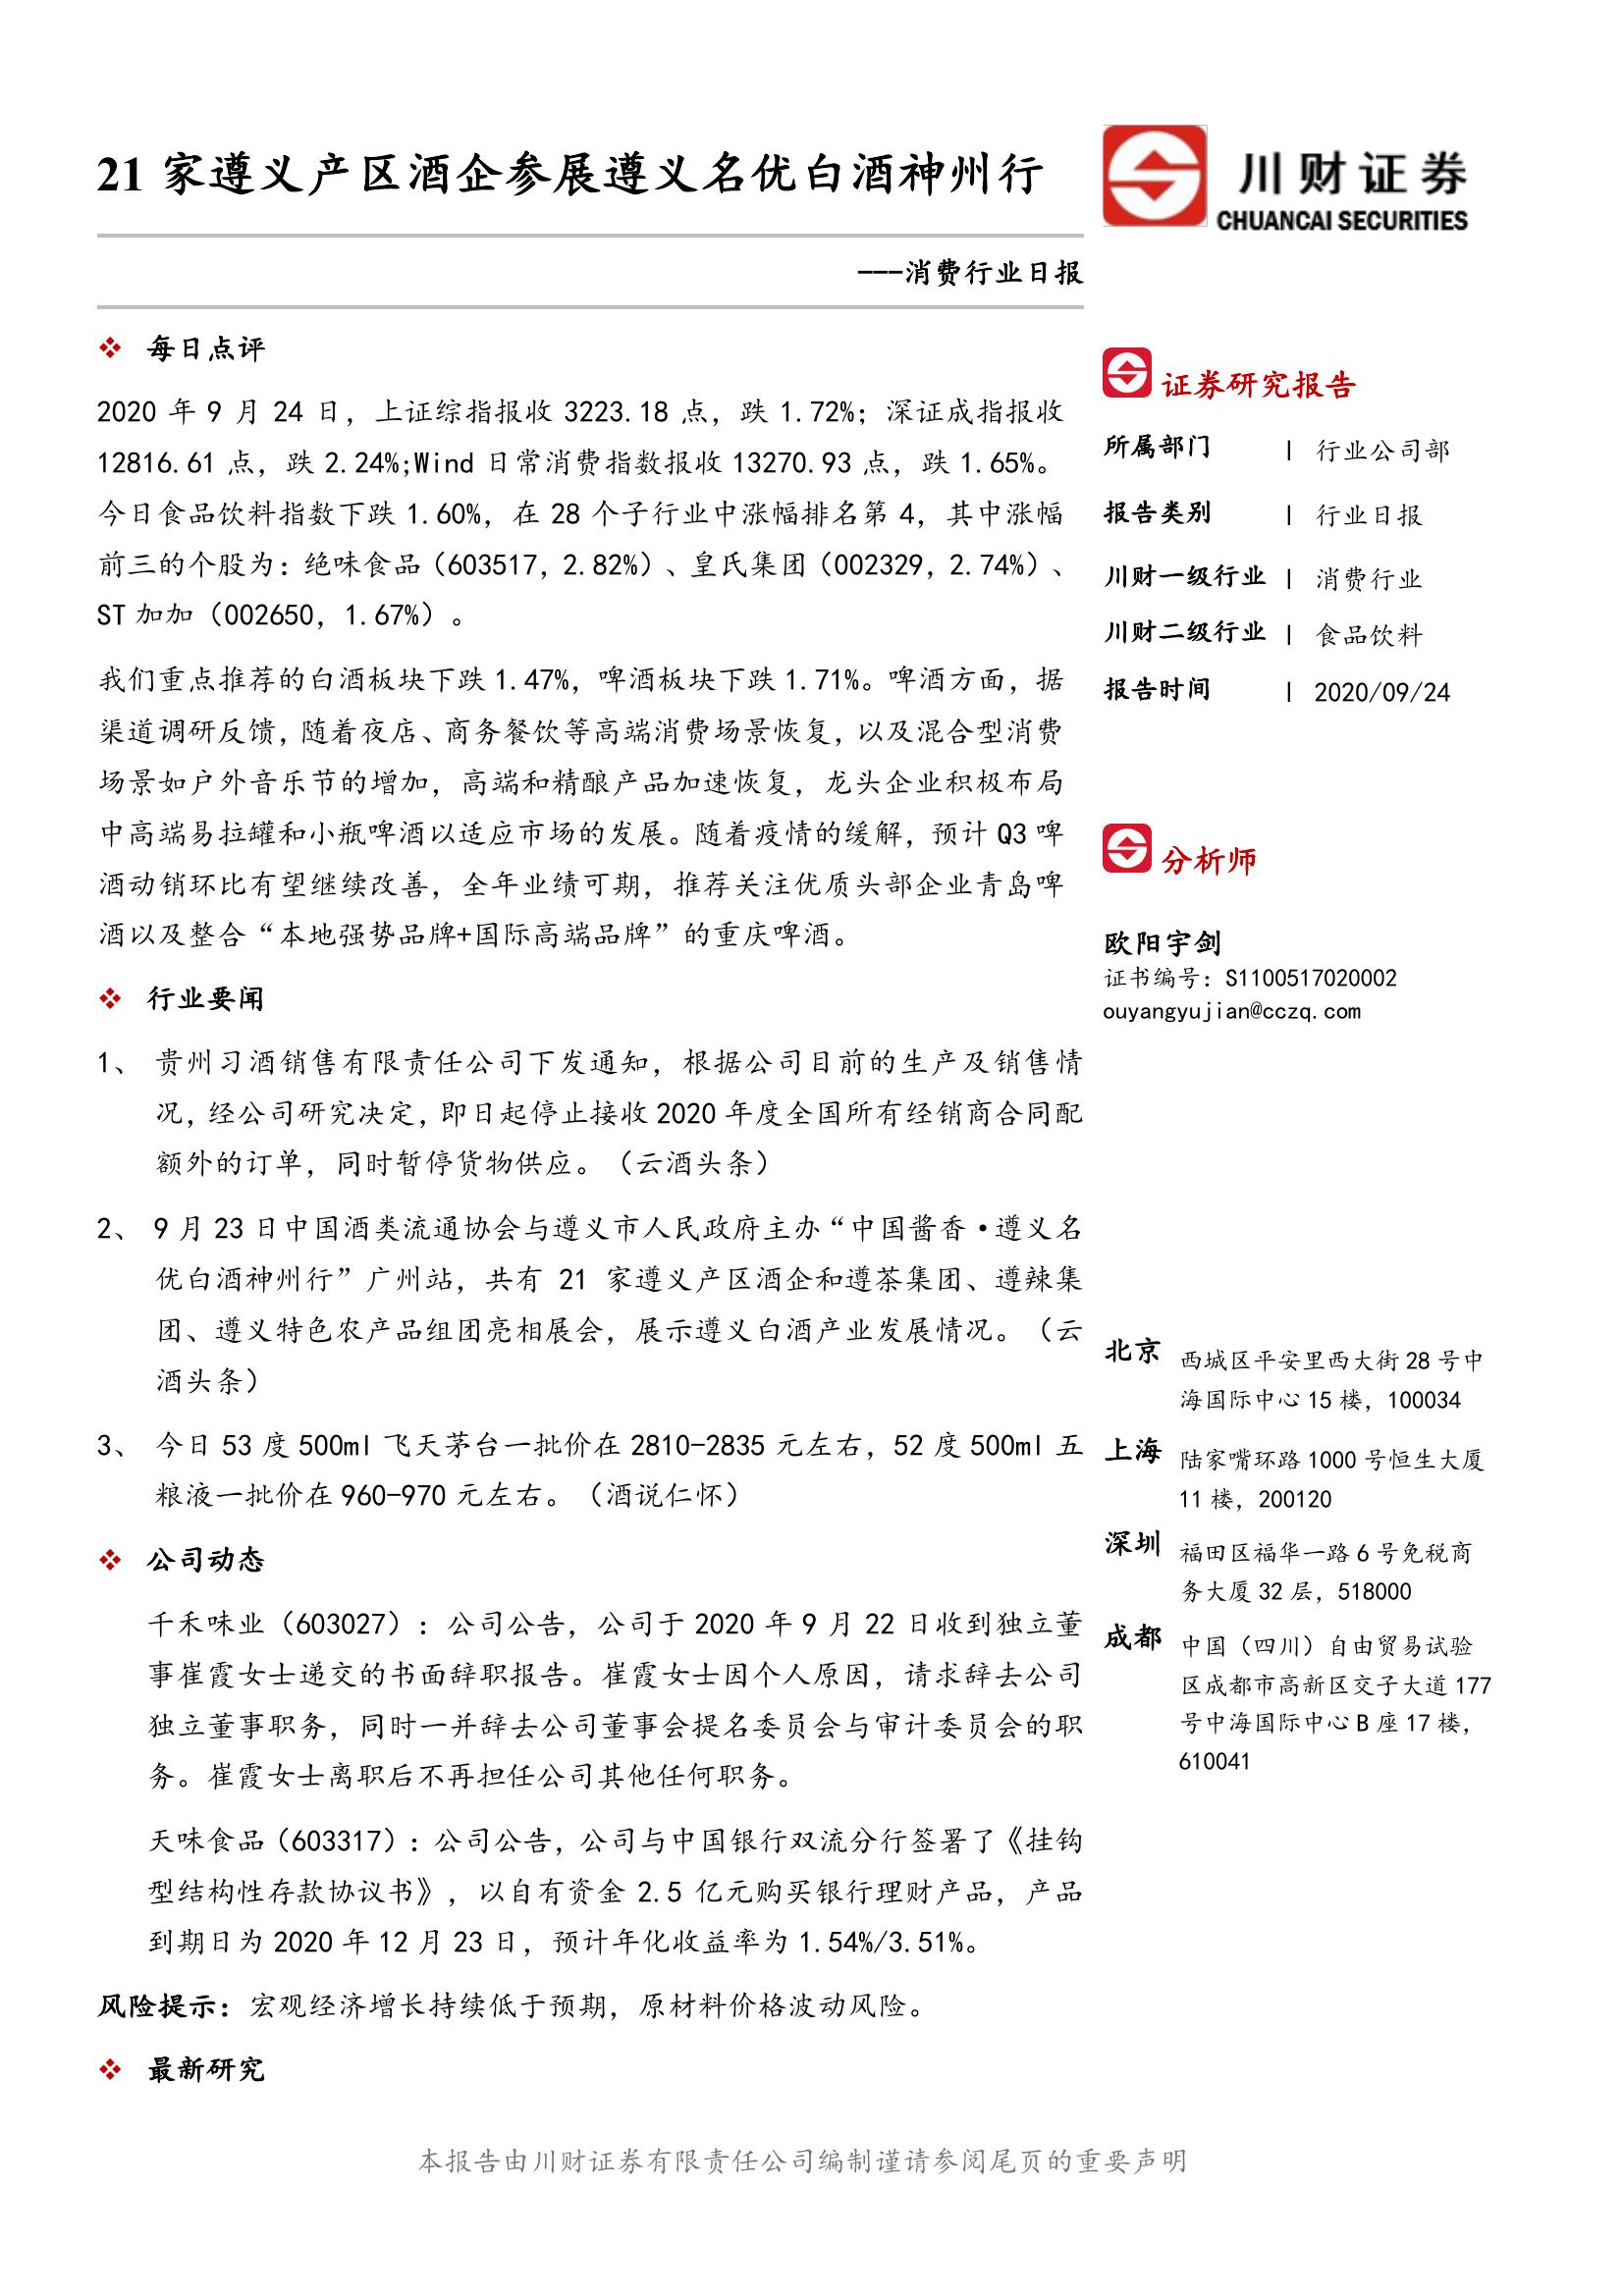 21 家遵义产区酒企参展遵义名优白酒神州行
---消费行业日报
❖ 每日点评
2020 年 9 月 24 日，上证综指报收 3223.18 点，跌 1.72%；深证成指报收
12816.61 点，跌 2.24%;Wind 日常消费指数报收 13270.93 点，跌 1.65%。
今日食品饮料指数下跌 1.60%，在 28 个子行业中涨幅排名第 4，其中涨幅
前三的个股为：绝味食品（603517，2.82%）、皇氏集团（002329，2.74%）、
ST 加加（002650，1.67%）。
我们重点推荐的白酒板块下跌 1.47%，啤酒板块下跌 1.71%。啤酒方面，据
渠道调研反馈，随着夜店、商务餐饮等高端消费场景恢复，以及混合型消费
场景如户外音乐节的增加，高端和精酿产品加速恢复，龙头企业积极布局
中高端易拉罐和小瓶啤酒以适应市场的发展。随着疫情的缓解，预计 Q3 啤
酒动销环比有望继续改善，全年业绩可期，推荐关注优质头部企业青岛啤
酒以及整合“本地强势品牌+国际高端品牌”的重庆啤酒。
❖ 行业要闻
1、 贵州习酒销售有限责任公司下发通知，根据公司目前的生产及销售情
况，经公司研究决定，即日起停止接收 2020 年度全国所有经销商合同配
额外的订单，同时暂停货物供应。（云酒头条）
2、 9 月 23 日中国酒类流通协会与遵义市人民政府主办“中国酱香·遵义名
优白酒神州行”广州站，共有 21 家遵义产区酒企和遵茶集团、遵辣集
团、遵义特色农产品组团亮相展会，展示遵义白酒产业发展情况。（云
酒头条）
3、 今日 53 度 500ml 飞天茅台一批价在 2810-2835 元左右，52 度 500ml 五
粮液一批价在 960-970 元左右。（酒说仁怀）
❖ 公司动态
千禾味业（603027）：公司公告，公司于 2020 年 9 月 22 日收到独立董
事崔霞女士递交的书面辞职报告。崔霞女士因个人原因，请求辞去公司
独立董事职务，同时一并辞去公司董事会提名委员会与审计委员会的职
务。崔霞女士离职后不再担任公司其他任何职务。
天味食品（603317）：公司公告，公司与中国银行双流分行签署了《挂钩
型结构性存款协议书》，以自有资金 2.5 亿元购买银行理财产品，产品
到期日为 2020 年 12 月 23 日，预计年化收益率为 1.54%/3.51%。
风险提示：宏观经济增长持续低于预期，原材料价格波动风险。
❖ 最新研究
川财证券
CHUANCAI SECURITIES
证券研究报告
所属部门 | 行业公司部
报告类别 | 行业日报
川财一级行业 | 消费行业
川财二级行业 | 食品饮料
报告时间 | 2020/09/24
分析师
欧阳宇剑
证书编号：S1100517020002
ouyangyujian@cczq.com
北京 西城区平安里西大街 28 号中
海国际中心 15 楼，100034
上海 陆家嘴环路 1000 号恒生大厦
11 楼，200120
深圳 福田区福华一路 6 号免税商
务大厦 32 层，518000
成都 中国（四川）自由贸易试验
区成都市高新区交子大道 177
号中海国际中心 B 座 17 楼，
610041
本报告由川财证券有限责任公司编制谨请参阅尾页的重要声明